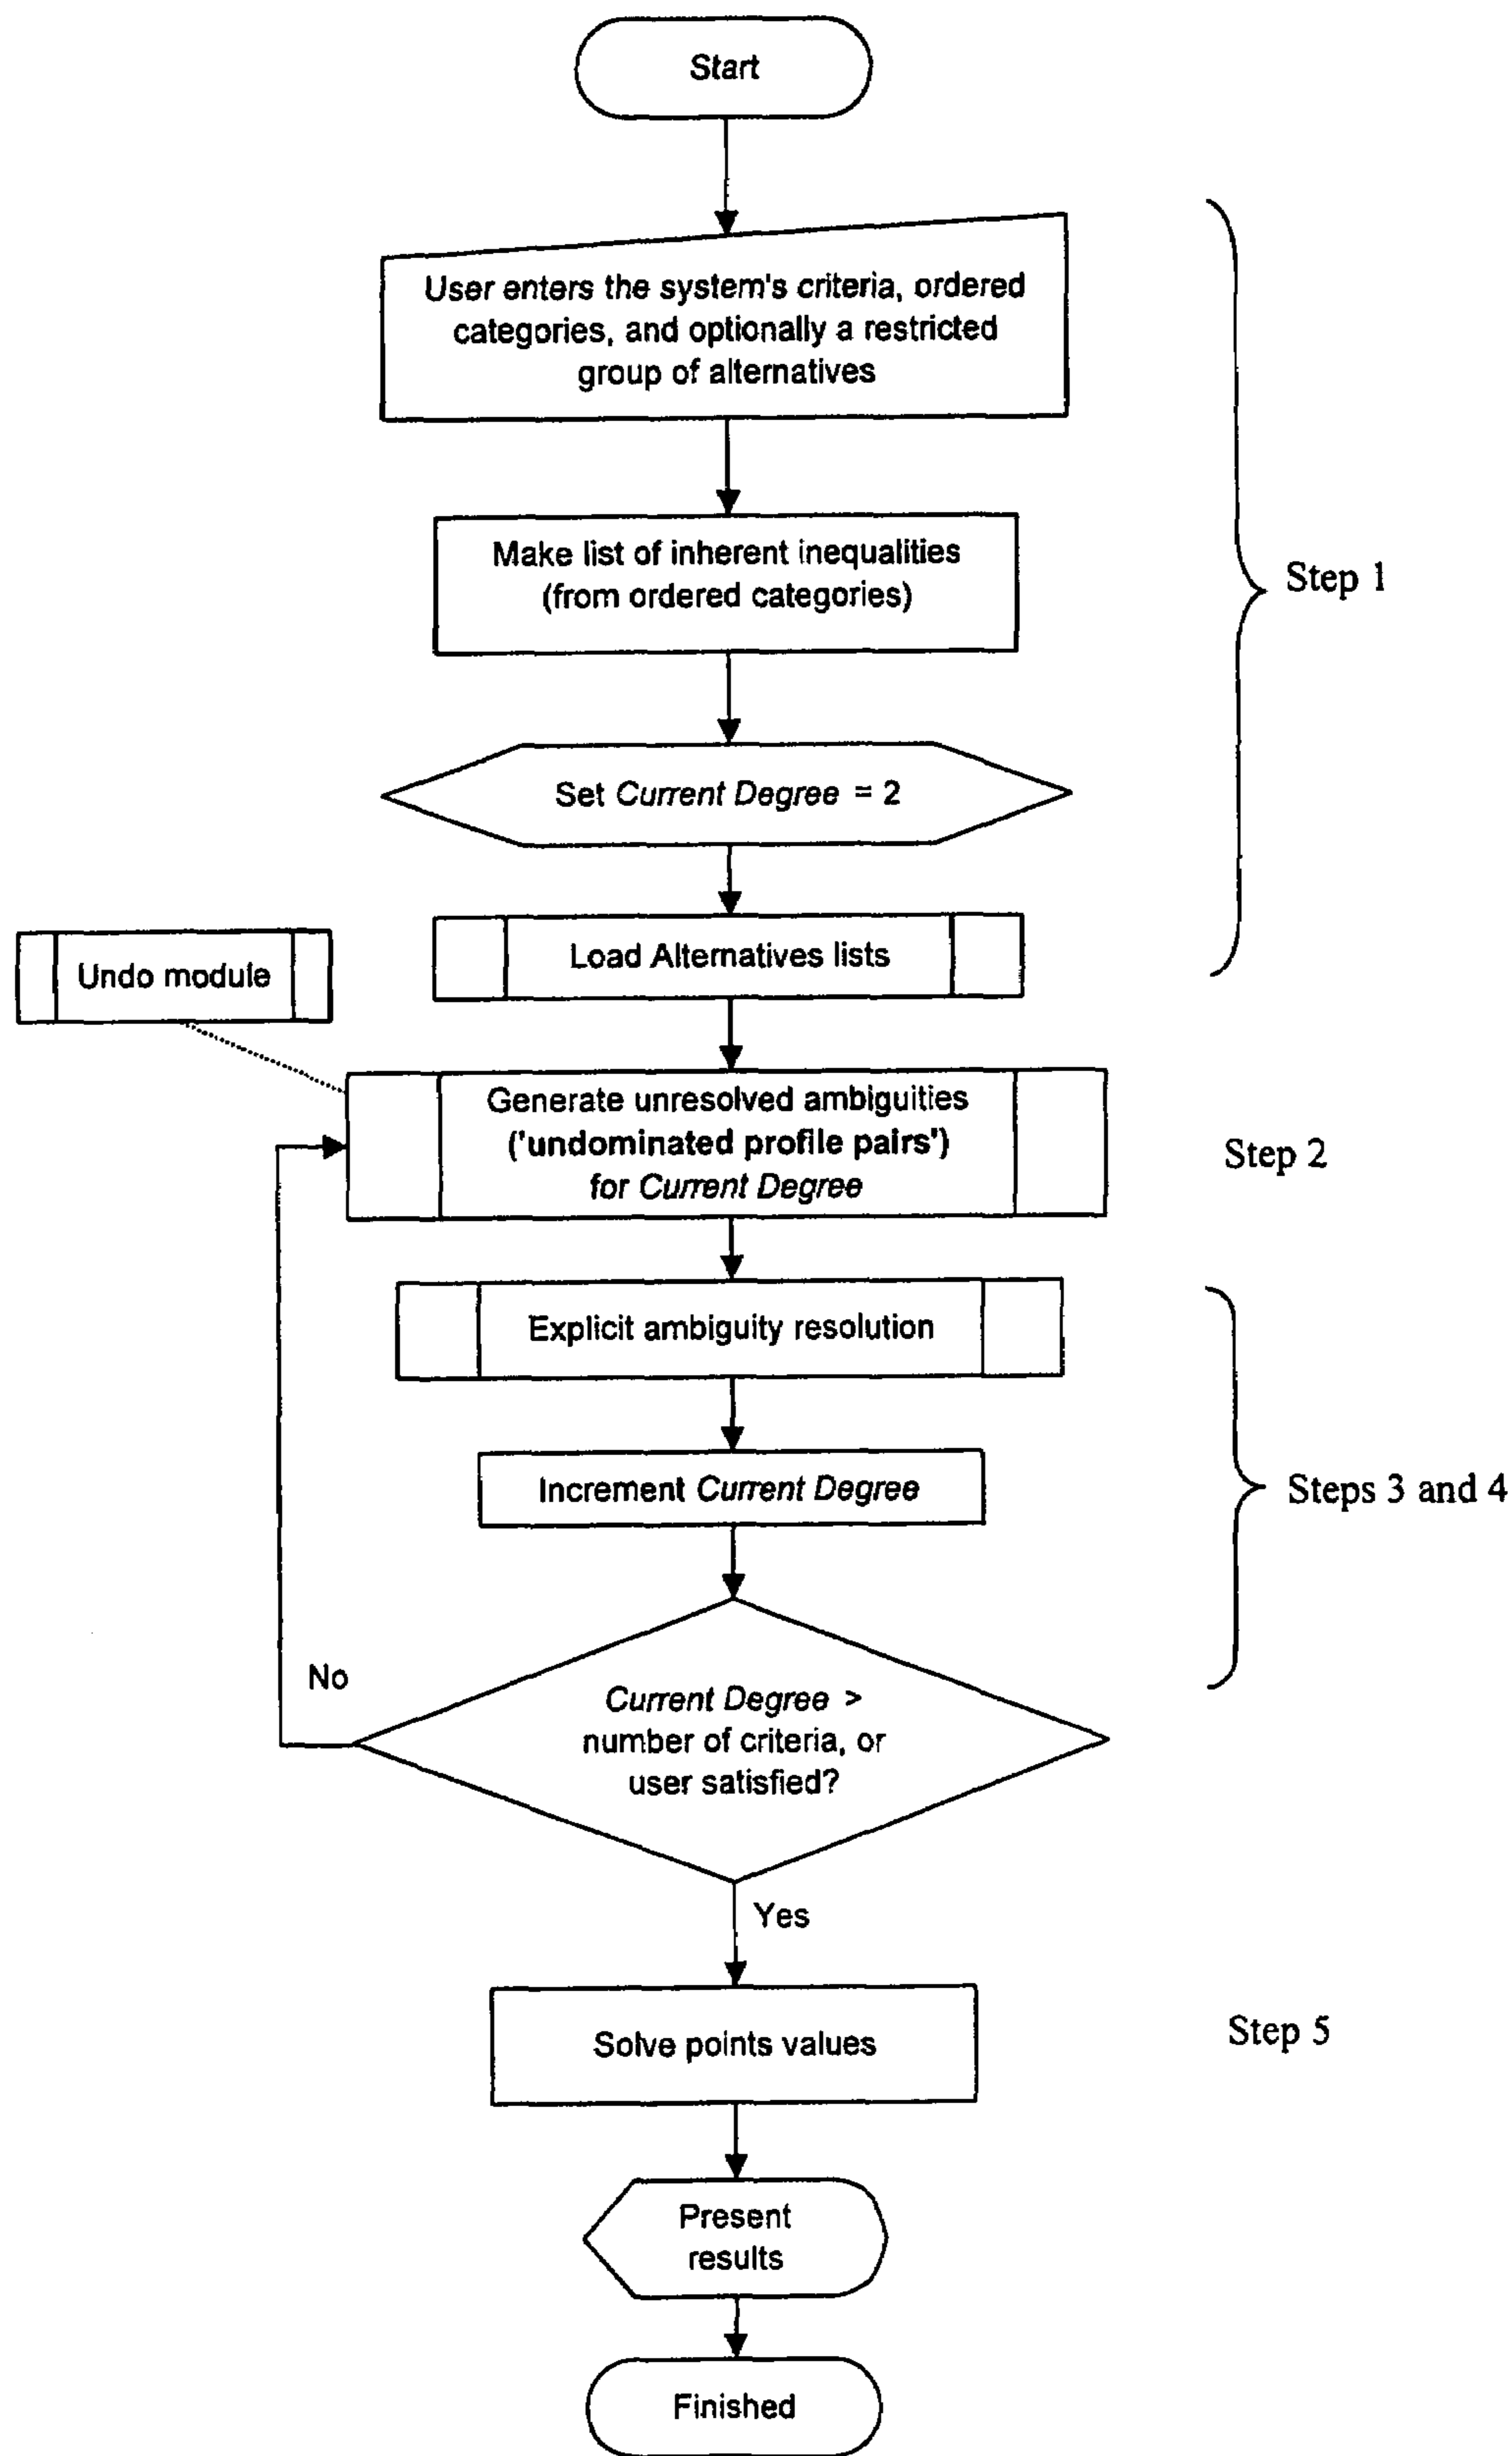 Start
User enters the system's criteria, ordered
categories, and optionally a restricted
group of alternatives
Make list of inherent inequalities
(from ordered categories)
Step 1
Set Current Degree = 2
Load Alternatives lists
Undo module
Generate unresolved ambiguities
('undominated profile pairs')
for Current Degree
Step 2
Explicit ambiguity resolution
Increment Current Degree
Steps 3 and 4
No
Current Degree >
number of criteria, or
user satisfied?
Yes
Solve points values
Step 5
Present
results
Finished